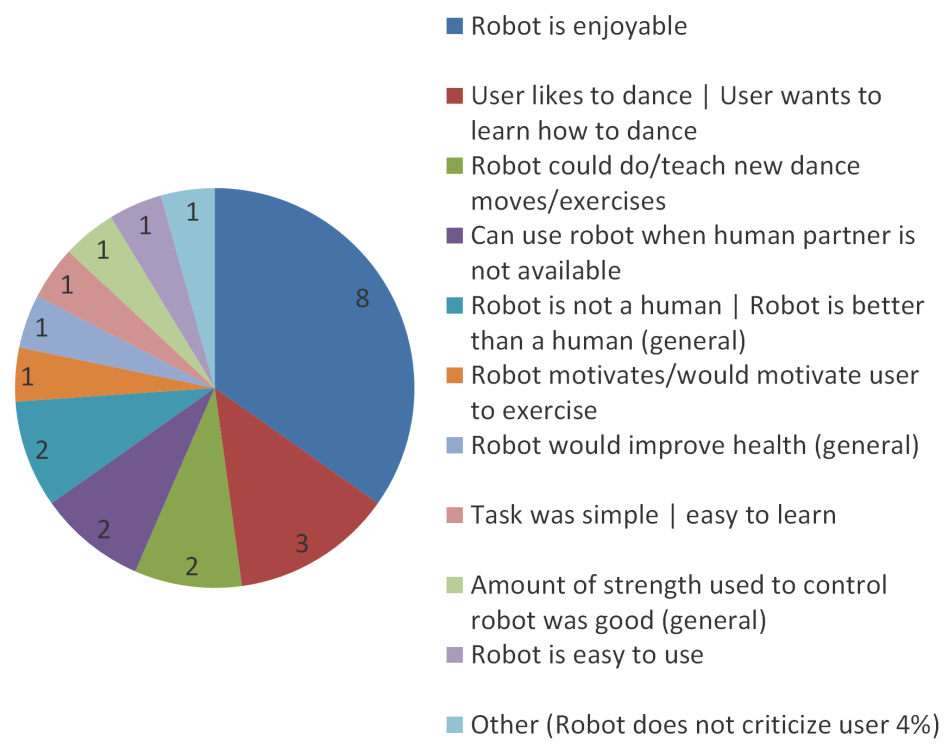 Robot is enjoyable
User likes to dance | User wants to
learn how to dance
Robot could do/teach new dance
moves/exercises
Can use robot when human partner is
not available
Robot is not a human | Robot is better
than a human (general)
Robot motivates/would motivate user
to exercise
Robot would improve health (general)
Task was simple | easy to learn
Amount of strength used to control
robot was good (general)
Robot is easy to use
Other (Robot does not criticize user 4%)
8
3
2
2
2
1
1
1
1
1
1